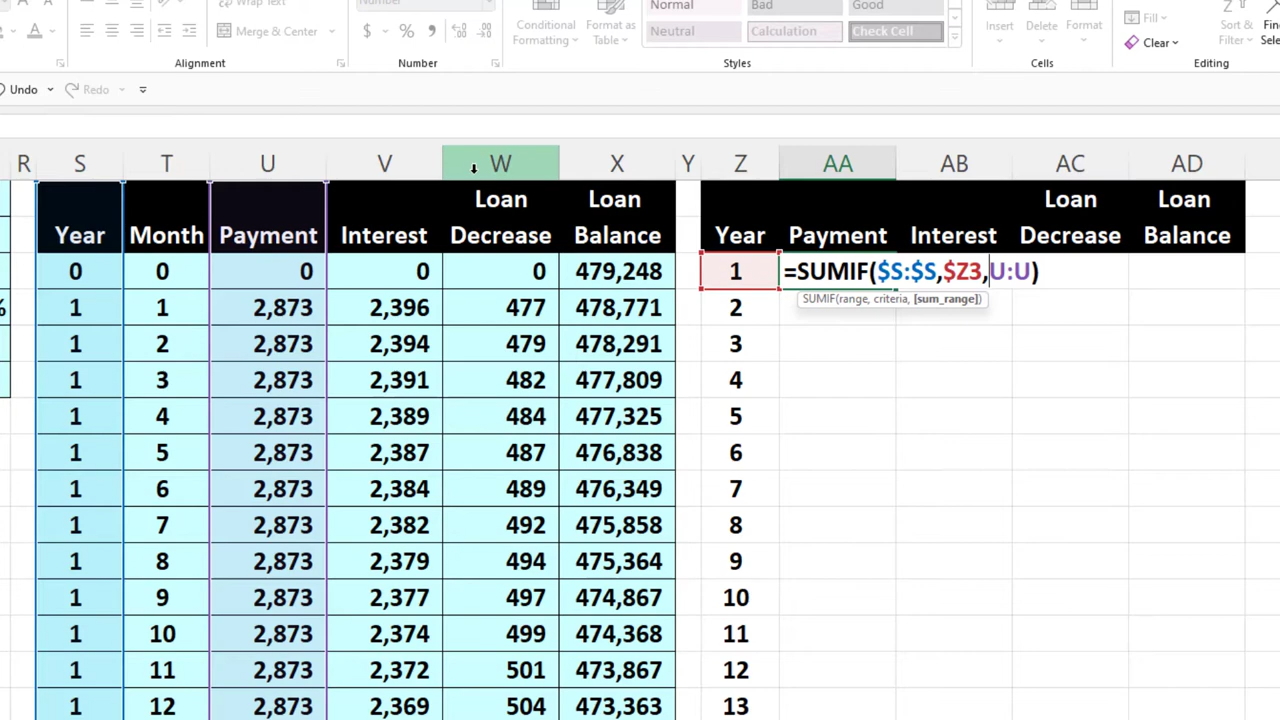 Wrap Text
Number
Merge & Center
$ % 9
Conditional Formatting
Format as Table
Normal Bad Good
Neutral Calculation Check Cell
Insert Delete Format
Fill
Clear
Sort & Filter
Alignment Number Styles Cells Editing
Undo Redo
R S T U V W X Y Z AA AB AC AD
Loan Loan Loan Loan
Year Month Payment Interest Decrease Balance Year Payment Interest Decrease Balance
0 0 0 0 0 479,248 1 =SUMIF($S:$S,$Z3,U:U)
SUMIF(range, criteria, [sum_range])
% 1 1 2,873 2,396 477 478,771 2
1 2 2,873 2,394 479 478,291 3
1 3 2,873 2,391 482 477,809 4
1 4 2,873 2,389 484 477,325 5
1 5 2,873 2,387 487 476,838 6
1 6 2,873 2,384 489 476,349 7
1 7 2,873 2,382 492 475,858 8
1 8 2,873 2,379 494 475,364 9
1 9 2,873 2,377 497 474,867 10
1 10 2,873 2,374 499 474,368 11
1 11 2,873 2,372 501 473,867 12
1 12 2,873 2,369 504 473,363 13